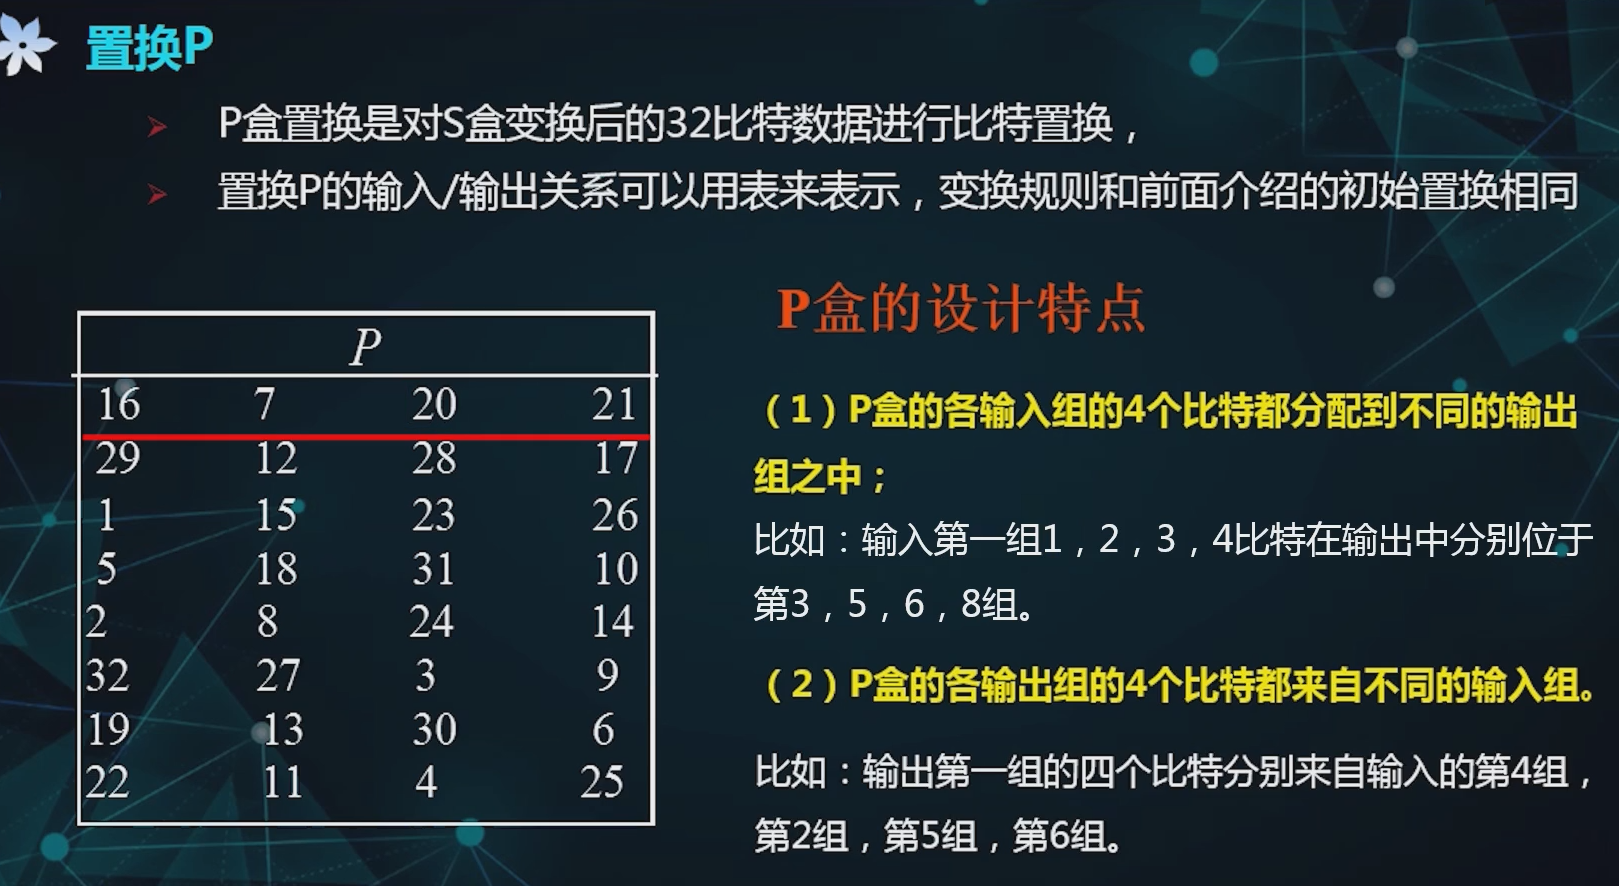 置换P
P盒置换是对S盒变换后的32比特数据进行比特置换，
置换P的输入/输出关系可以用表来表示，变换规则和前面介绍的初始置换相同
P
16 7 20 21
29 12 28 17
1 15 23 26
5 18 31 10
2 8 24 14
32 27 3 9
19 13 30 6
22 11 4 25
P盒的设计特点
（1）P盒的各输入组的4个比特都分配到不同的输出
组之中；
比如：输入第一组1，2，3，4比特在输出中分别位于
第3，5，6，8组。
（2）P盒的各输出组的4个比特都来自不同的输入组。
比如：输出第一组的四个比特分别来自输入的第4组，
第2组，第5组，第6组。